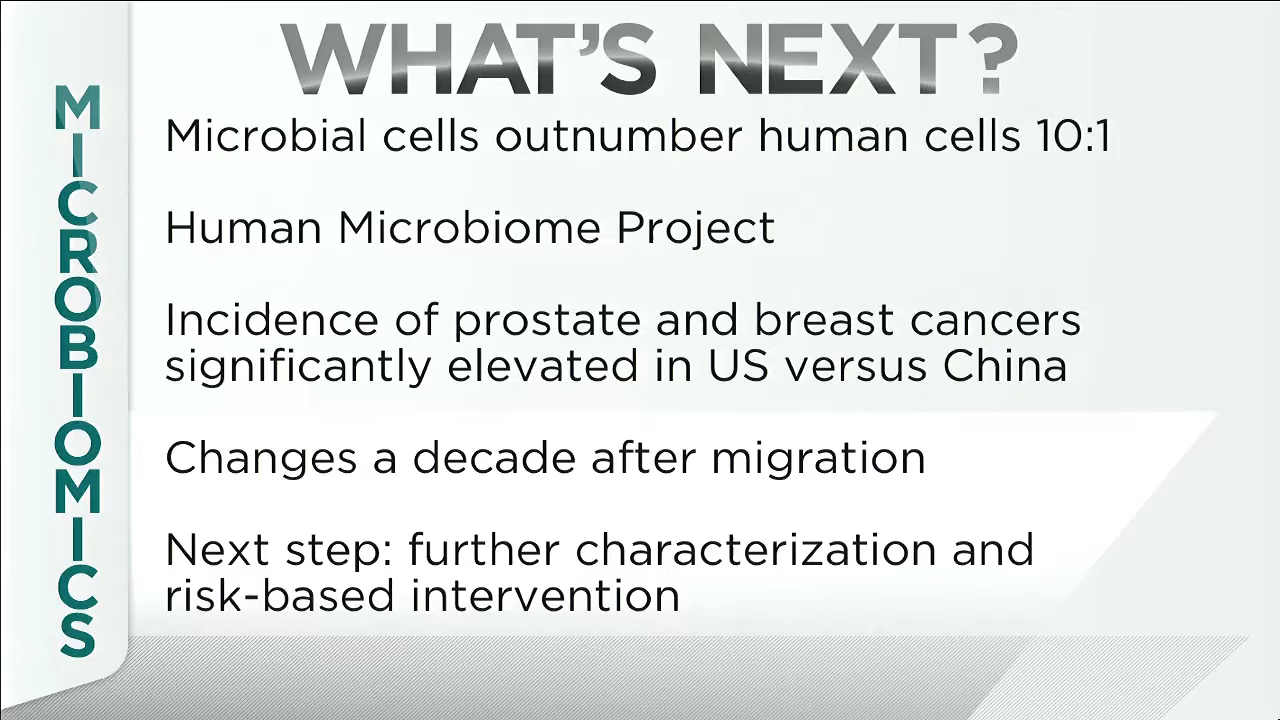 WHAT'S NEXT?
MICROBIOMICS
Microbial cells outnumber human cells 10:1
Human Microbiome Project
Incidence of prostate and breast cancers
significantly elevated in US versus China
Changes a decade after migration
Next step: further characterization and
risk-based intervention